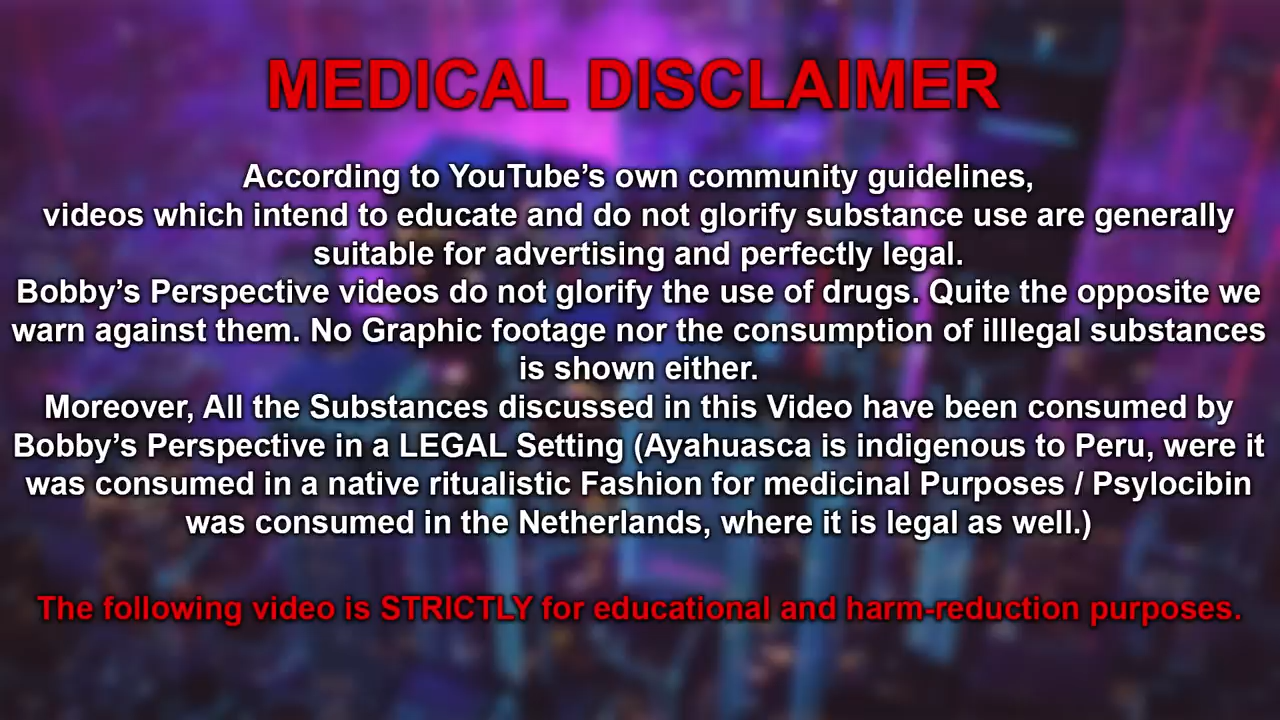 MEDICAL DISCLAIMER
According to YouTube’s own community guidelines,
videos which intend to educate and do not glorify substance use are generally
suitable for advertising and perfectly legal.
Bobby’s Perspective videos do not glorify the use of drugs. Quite the opposite we
warn against them. No Graphic footage nor the consumption of illlegal substances
is shown either.
Moreover, All the Substances discussed in this Video have been consumed by
Bobby’s Perspective in a LEGAL Setting (Ayahuasca is indigenous to Peru, were it
was consumed in a native ritualistic Fashion for medicinal Purposes / Psylocibin
was consumed in the Netherlands, where it is legal as well.)
The following video is STRICTLY for educational and harm-reduction purposes.